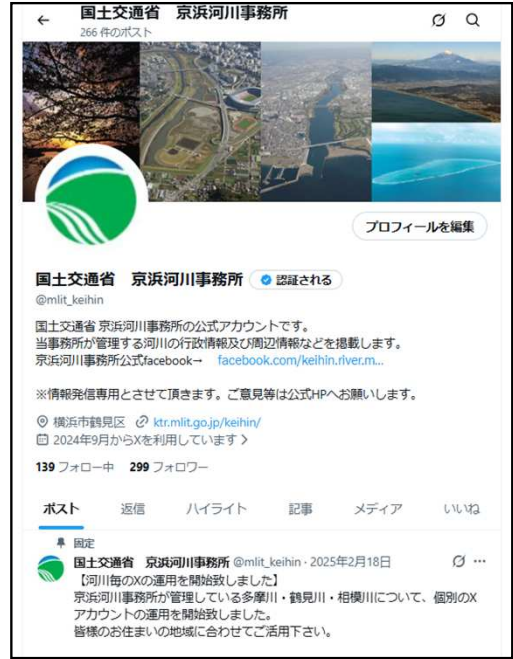 国土交通省　京浜河川事務所
266 件のポスト
プロフィールを編集
国土交通省　京浜河川事務所 認証される
@mlit_keihin
国土交通省 京浜河川事務所の公式アカウントです。
当事務所が管理する河川の行政情報及び周辺情報などを掲載します。
京浜河川事務所公式facebook→　facebook.com/keihin.river.m...
※情報発信専用とさせて頂きます。ご意見等は公式HPへお願いします。
横浜市鶴見区 ktr.mlit.go.jp/keihin/
2024年9月からXを利用しています
139 フォロー中 299 フォロワー
ポスト 返信 ハイライト 記事 メディア いいね
固定
国土交通省　京浜河川事務所 @mlit_keihin · 2025年2月18日
【河川毎のXの運用を開始致しました】
京浜河川事務所が管理している多摩川・鶴見川・相模川について、個別のX
アカウントの運用を開始致しました。
皆様のお住まいの地域に合わせてご活用下さい。